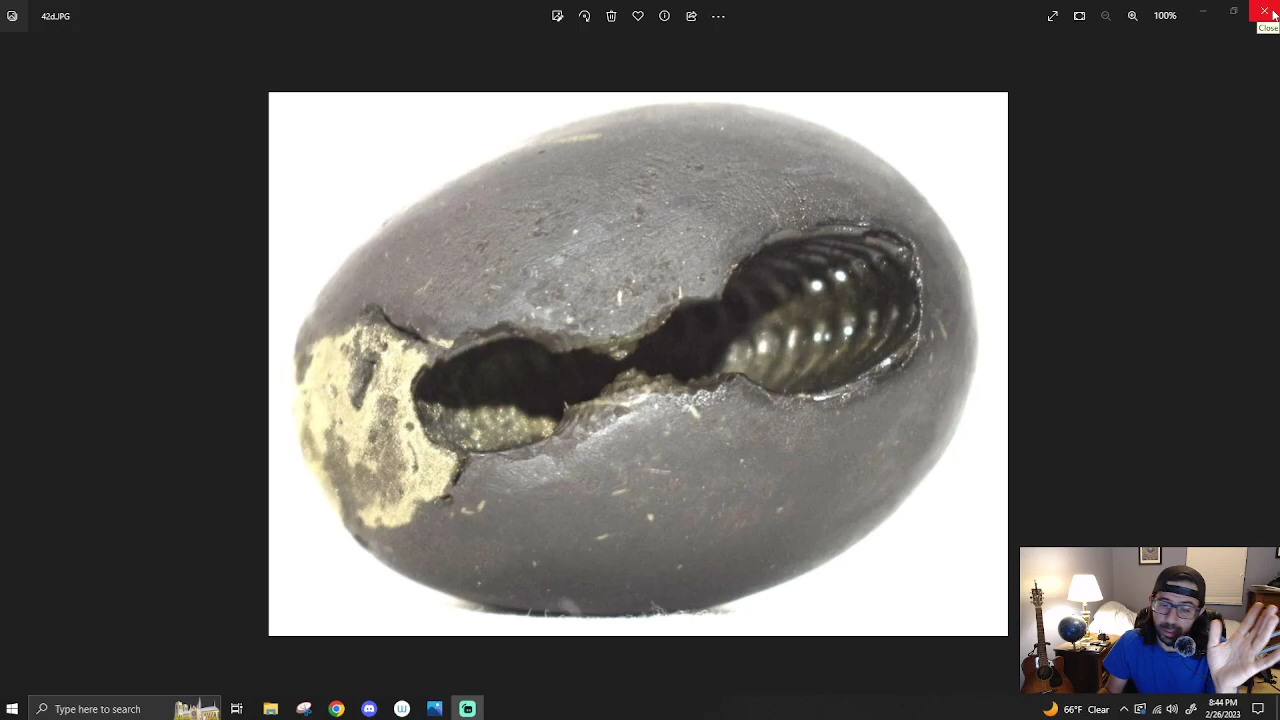 42d.JPG
100%
Close
Type here to search
66°F Clear
8:44 PM
2/26/2023